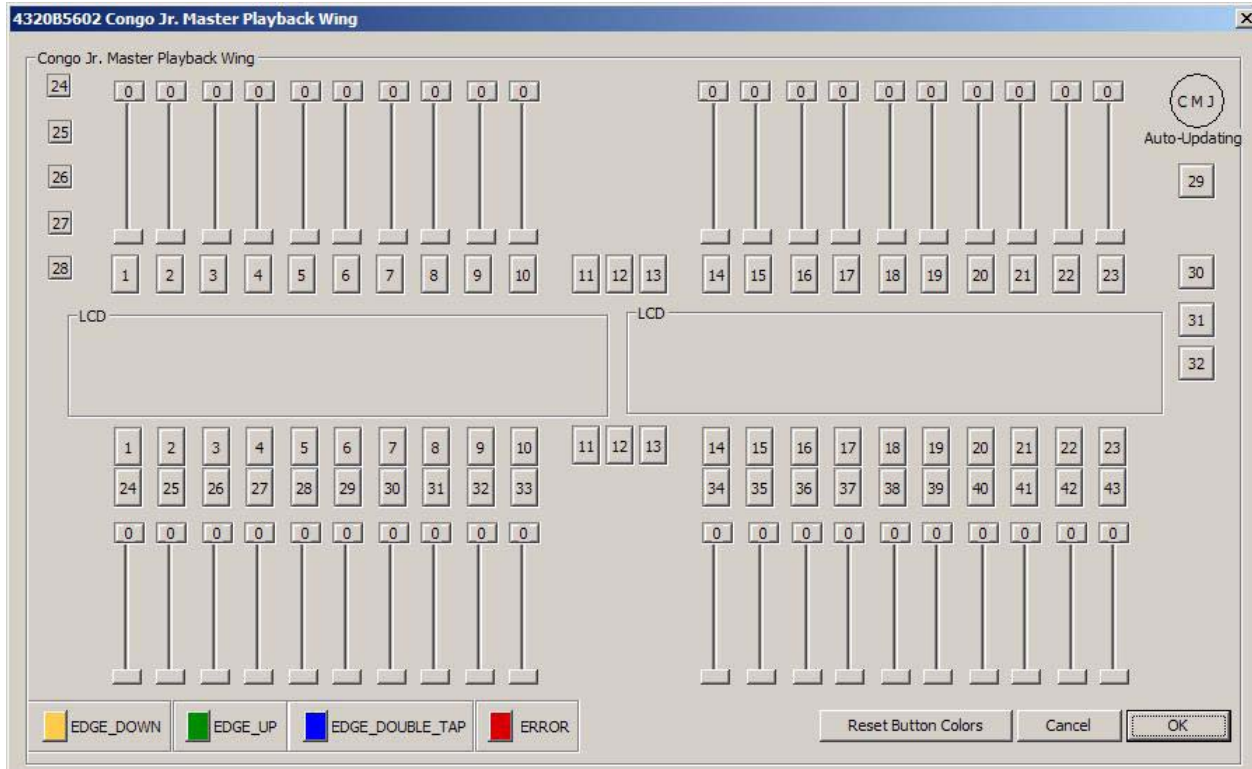 4320B5602 Congo Jr. Master Playback Wing
Congo Jr. Master Playback Wing
24
0 0 0 0 0 0 0 0 0 0 0 0 0 0 0 0 0 0 0 0
C M J
Auto-Updating
25
26
29
27
28
1 2 3 4 5 6 7 8 9 10 11 12 13 14 15 16 17 18 19 20 21 22 23
30
LCD LCD
31
32
1 2 3 4 5 6 7 8 9 10 11 12 13 14 15 16 17 18 19 20 21 22 23
24 25 26 27 28 29 30 31 32 33 34 35 36 37 38 39 40 41 42 43
0 0 0 0 0 0 0 0 0 0 0 0 0 0 0 0 0 0 0 0
EDGE_DOWN EDGE_UP EDGE_DOUBLE_TAP ERROR Reset Button Colors Cancel OK